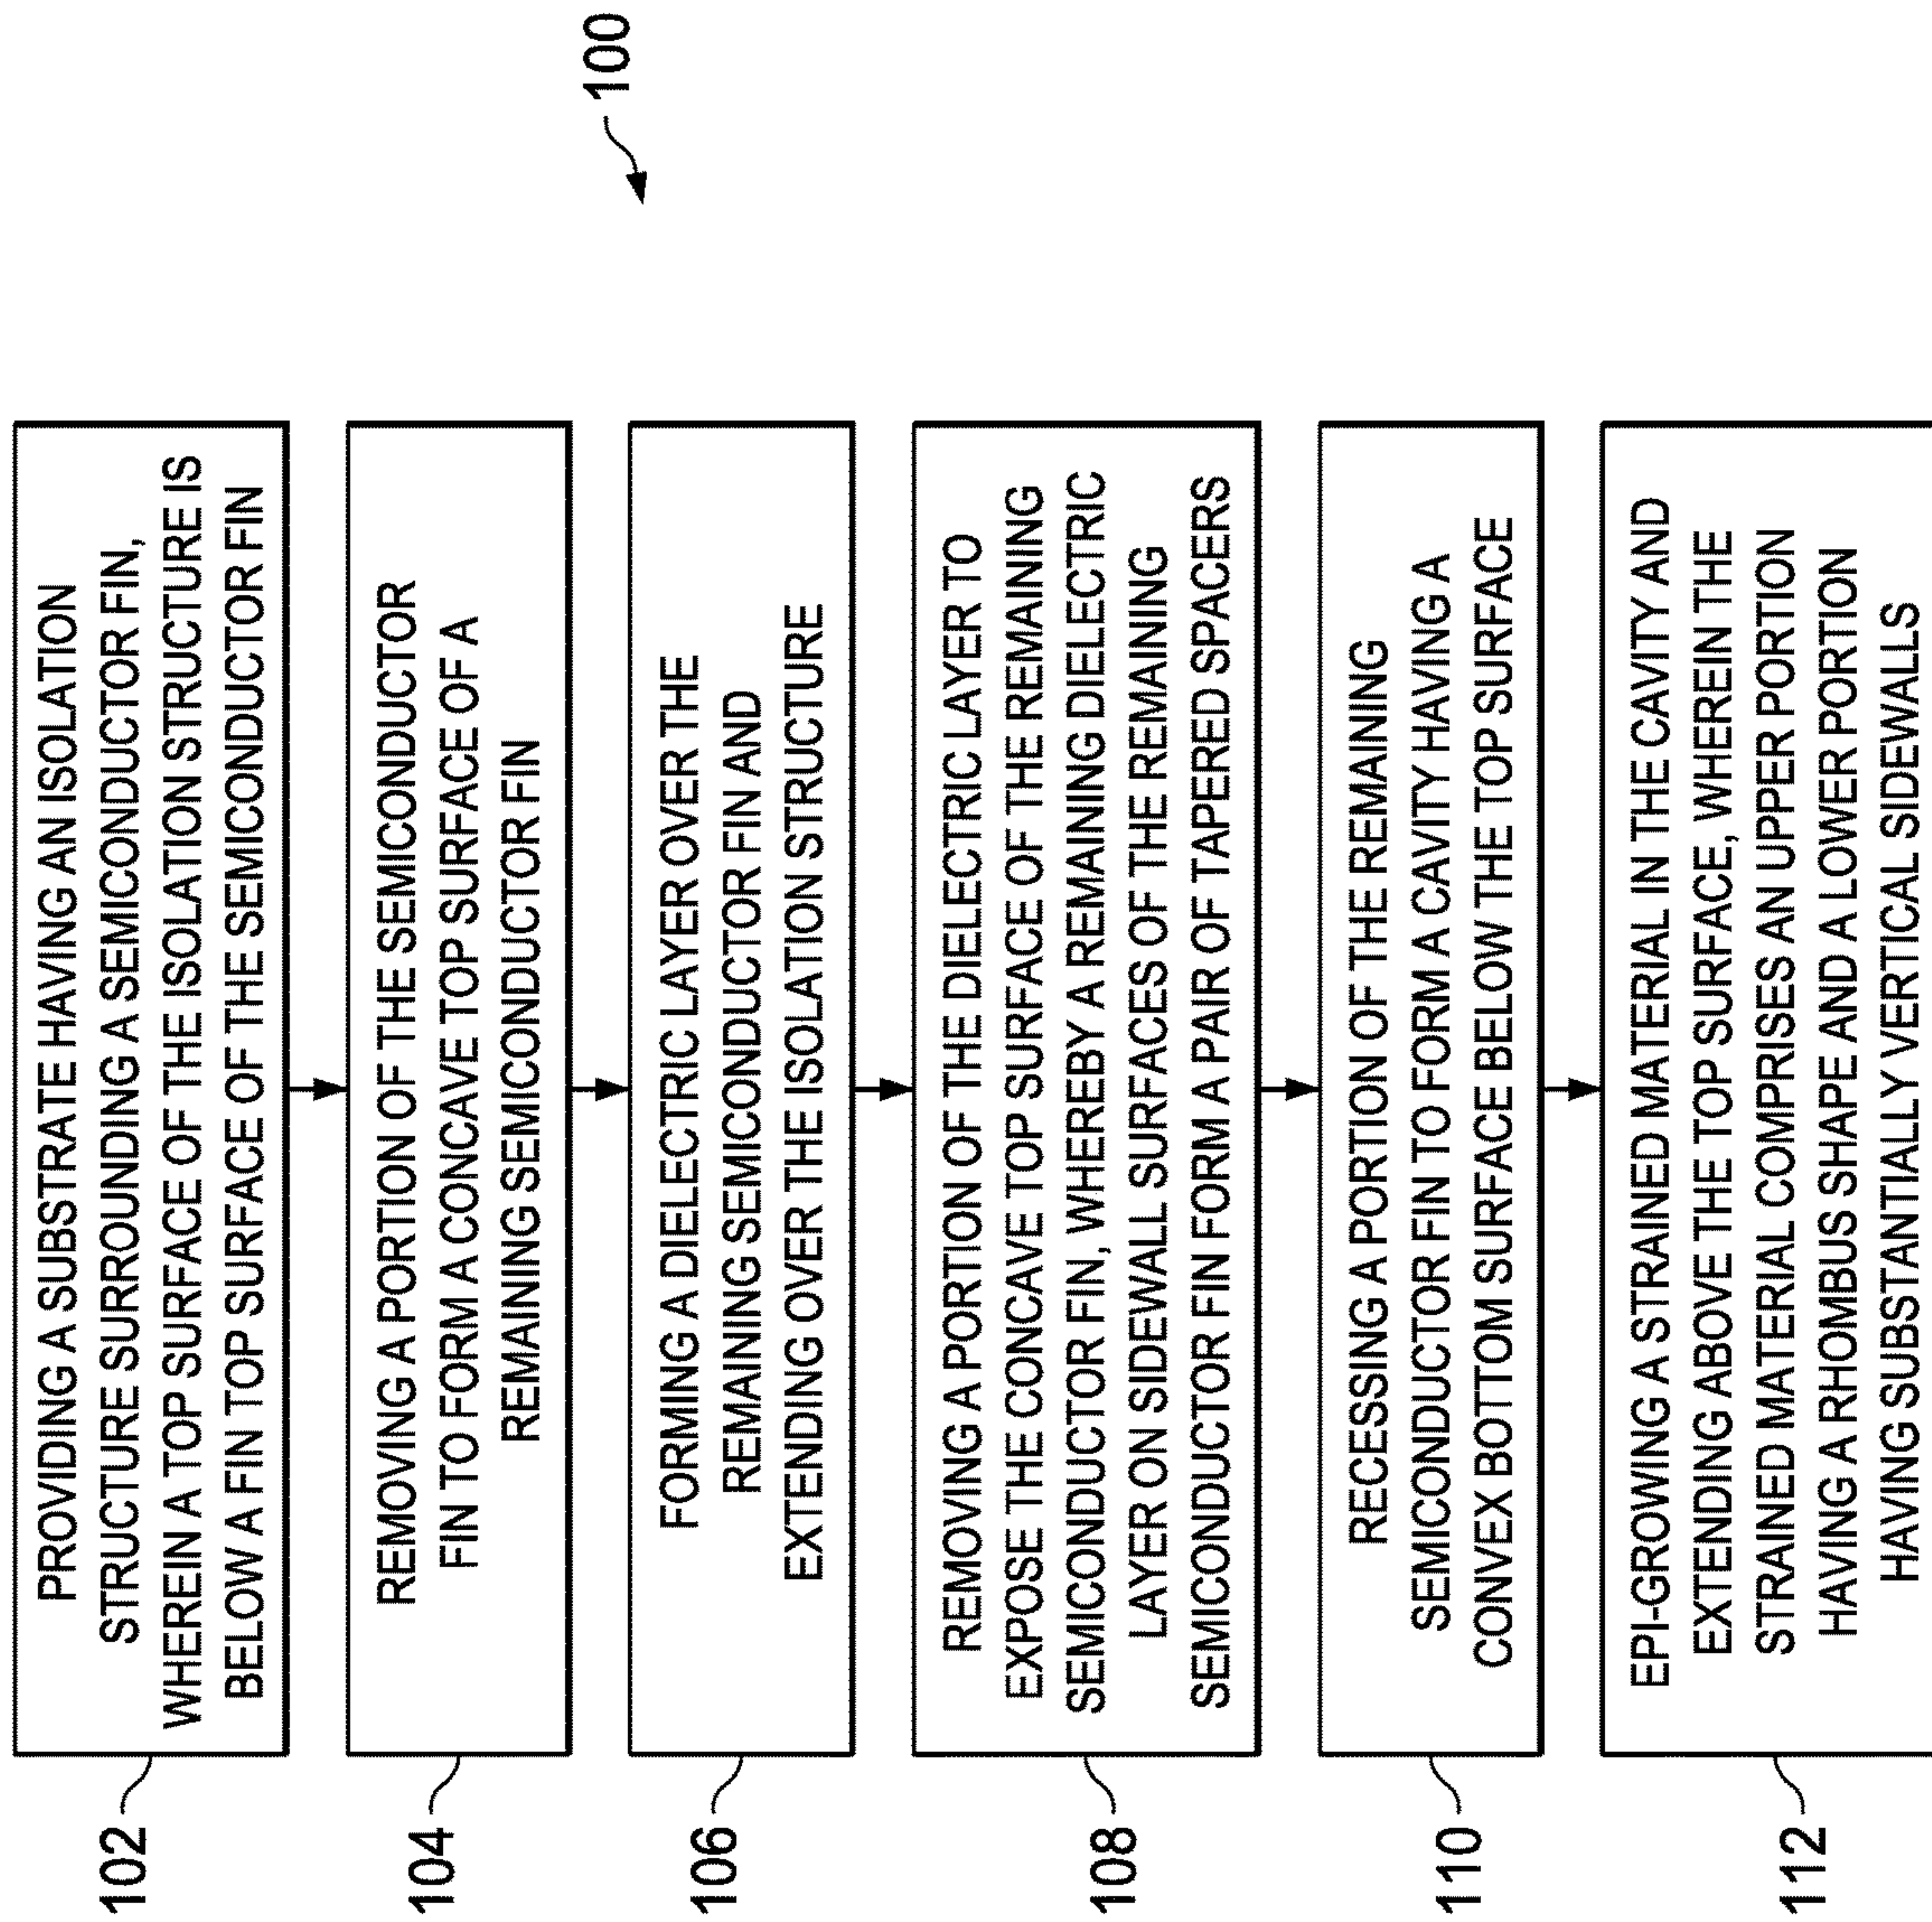 100
102
PROVIDING A SUBSTRATE HAVING AN ISOLATION
STRUCTURE SURROUNDING A SEMICONDUCTOR FIN,
WHEREIN A TOP SURFACE OF THE ISOLATION STRUCTURE IS
BELOW A FIN TOP SURFACE OF THE SEMICONDUCTOR FIN
104
REMOVING A PORTION OF THE SEMICONDUCTOR
FIN TO FORM A CONCAVE TOP SURFACE OF A
REMAINING SEMICONDUCTOR FIN
106
FORMING A DIELECTRIC LAYER OVER THE
REMAINING SEMICONDUCTOR FIN AND
EXTENDING OVER THE ISOLATION STRUCTURE
108
REMOVING A PORTION OF THE DIELECTRIC LAYER TO
EXPOSE THE CONCAVE TOP SURFACE OF THE REMAINING
SEMICONDUCTOR FIN, WHEREBY A REMAINING DIELECTRIC
LAYER ON SIDEWALL SURFACES OF THE REMAINING
SEMICONDUCTOR FIN FORM A PAIR OF TAPERED SPACERS
110
RECESSING A PORTION OF THE REMAINING
SEMICONDUCTOR FIN TO FORM A CAVITY HAVING A
CONVEX BOTTOM SURFACE BELOW THE TOP SURFACE
112
EPI-GROWING A STRAINED MATERIAL IN THE CAVITY AND
EXTENDING ABOVE THE TOP SURFACE, WHEREIN THE
STRAINED MATERIAL COMPRISES AN UPPER PORTION
HAVING A RHOMBUS SHAPE AND A LOWER PORTION
HAVING SUBSTANTIALLY VERTICAL SIDEWALLS